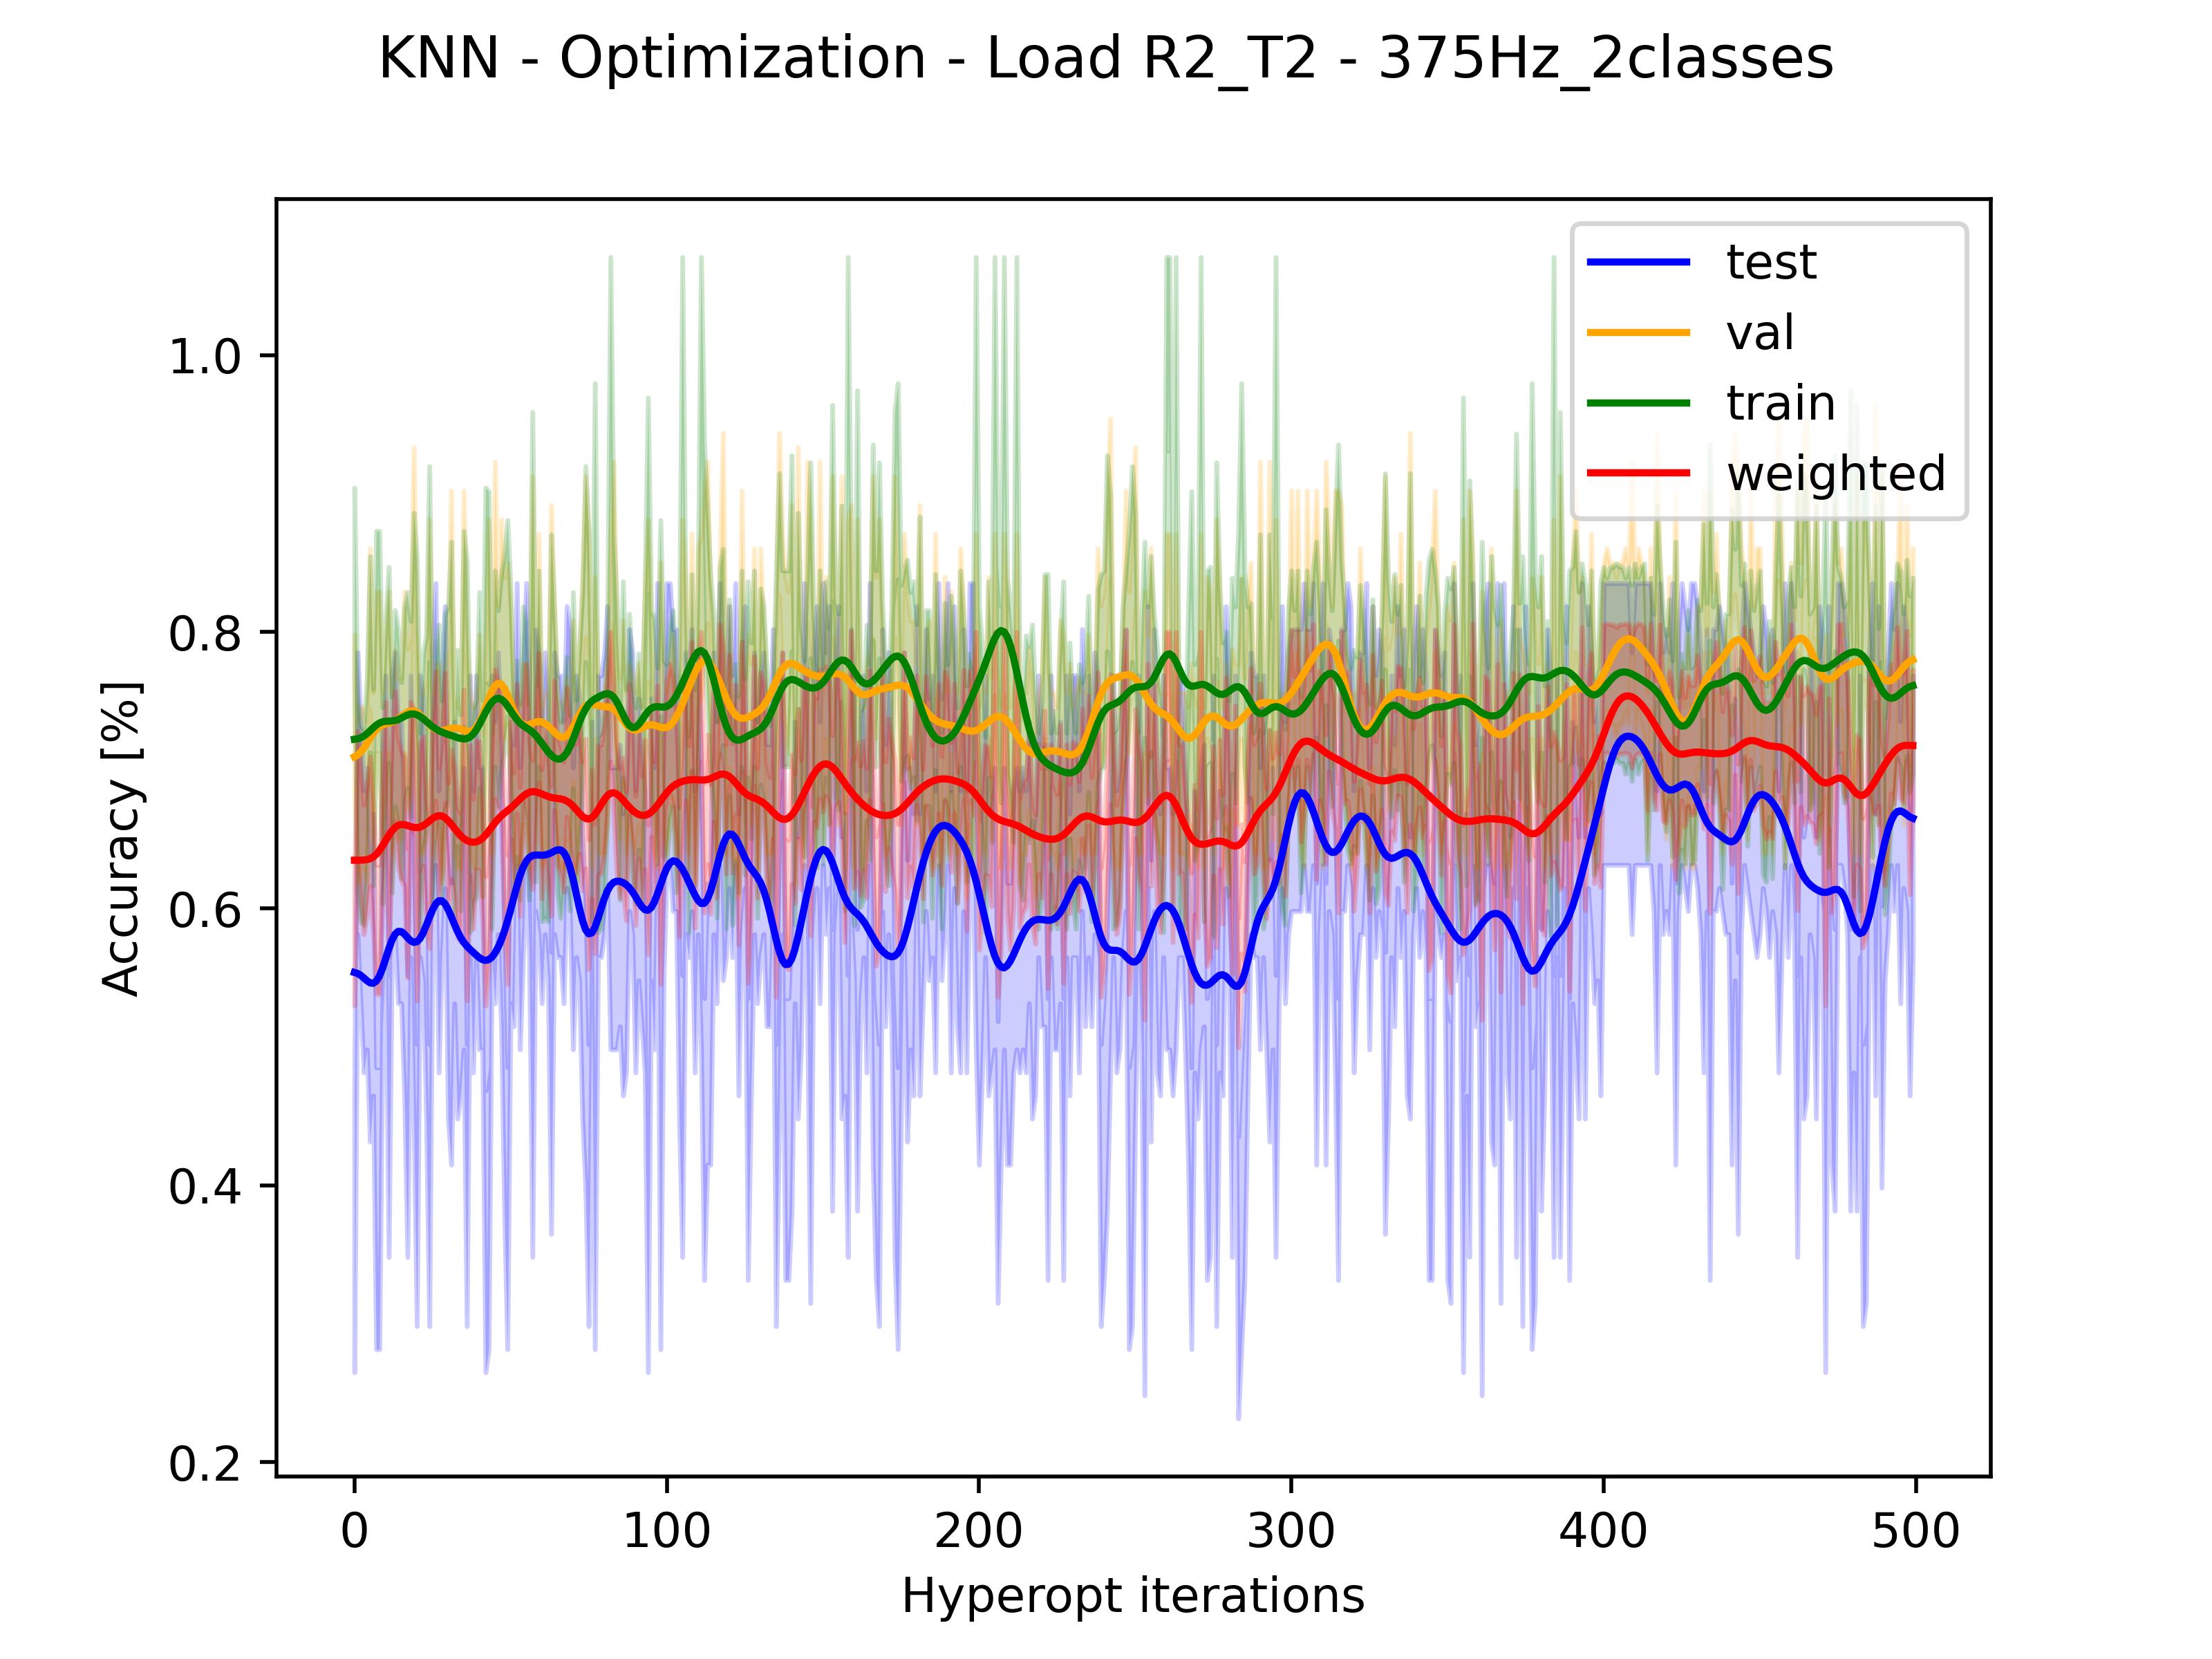 KNN - Optimization - Load R2_T2 - 375Hz_2classes
test
val
train
weighted
1.0
0.8
0.6
0.4
0.2
Accuracy [%]
0 100 200 300 400 500
Hyperopt iterations